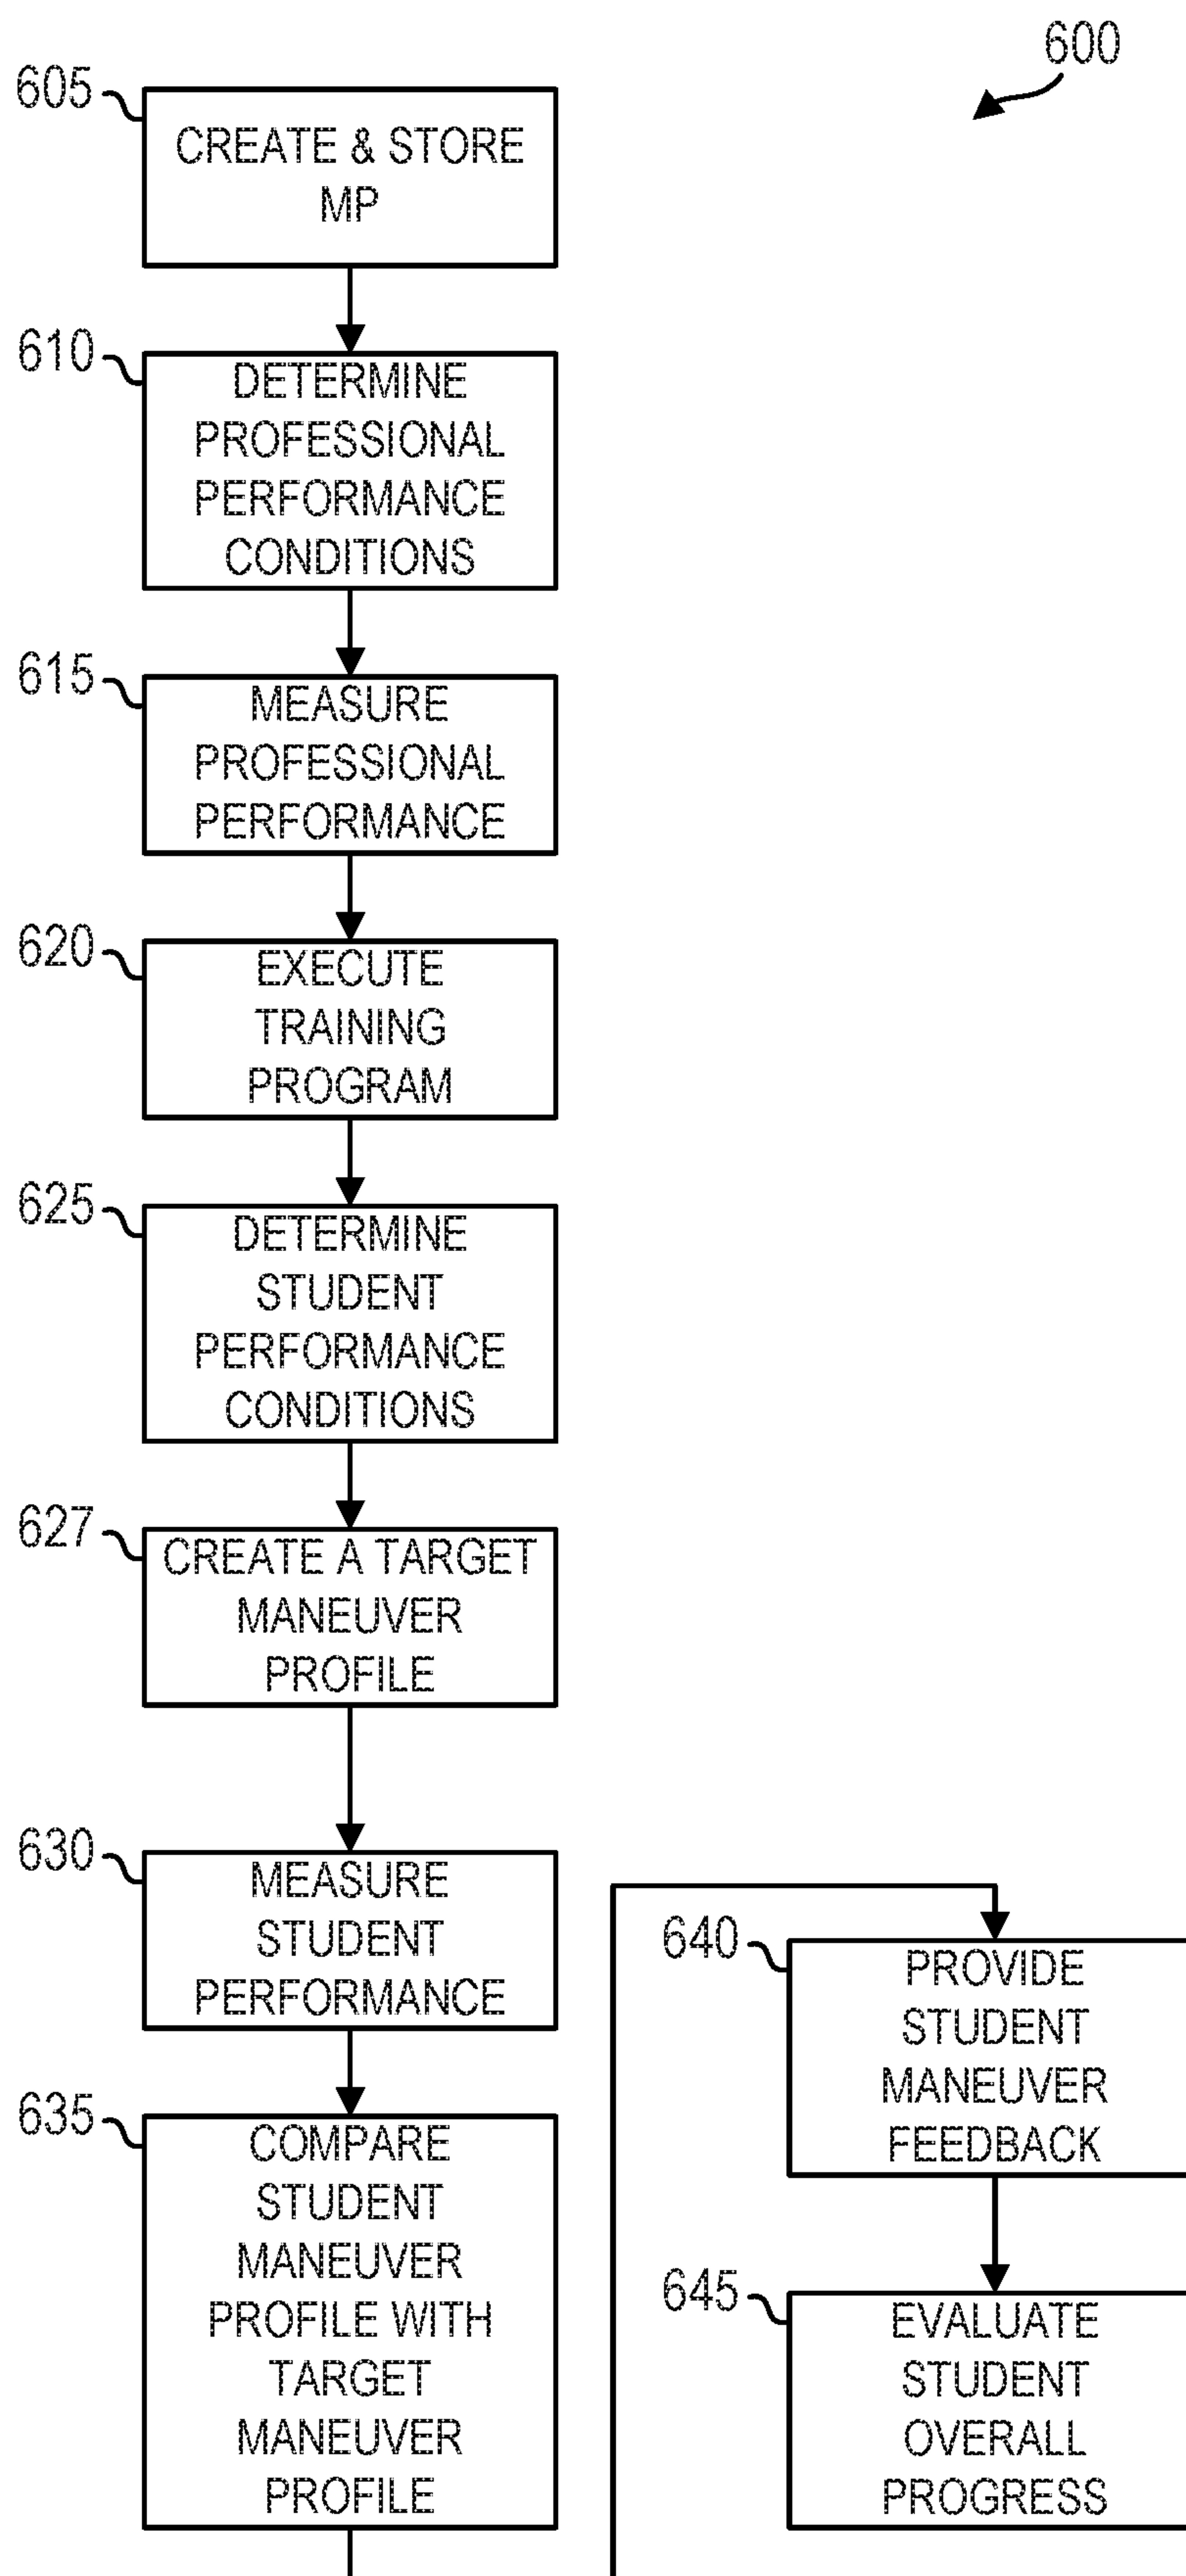 600
605
CREATE & STORE
MP
610
DETERMINE
PROFESSIONAL
PERFORMANCE
CONDITIONS
615
MEASURE
PROFESSIONAL
PERFORMANCE
620
EXECUTE
TRAINING
PROGRAM
625
DETERMINE
STUDENT
PERFORMANCE
CONDITIONS
627
CREATE A TARGET
MANEUVER
PROFILE
630
MEASURE
STUDENT
PERFORMANCE
635
COMPARE
STUDENT
MANEUVER
PROFILE WITH
TARGET
MANEUVER
PROFILE
640
PROVIDE
STUDENT
MANEUVER
FEEDBACK
645
EVALUATE
STUDENT
OVERALL
PROGRESS